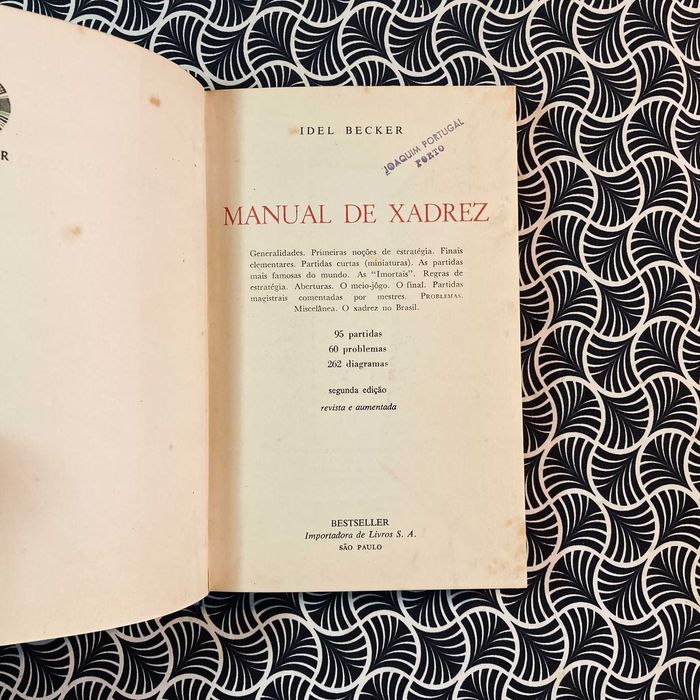 R
IDEL BECKER
JOAQUIM PORTUGAL
PORTO
MANUAL DE XADREZ
Generalidades. Primeiras noções de estratégia. Finais
elementares. Partidas curtas (miniaturas). As partidas
mais famosas do mundo. As “Imortais”. Regras de
estratégia. Aberturas. O meio-jôgo. O final. Partidas
magistrais comentadas por mestres. PROBLEMAS.
Miscelânea. O xadrez no Brasil.
95 partidas
60 problemas
262 diagramas
segunda edição
revista e aumentada
BESTSELLER
Importadora de Livros S. A.
SÃO PAULO